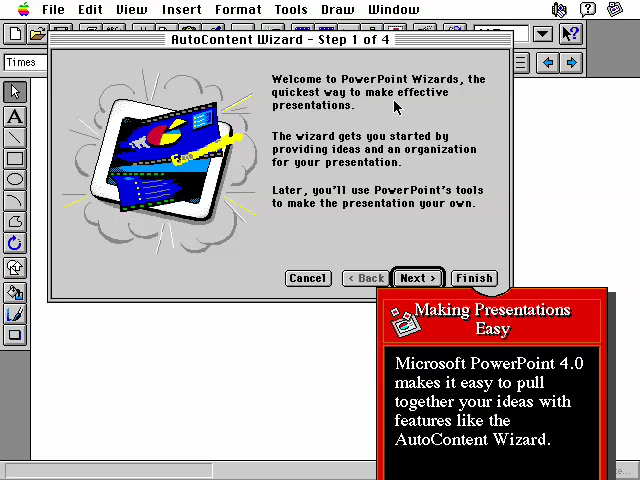 File Edit View Insert Format Tools Draw Window
AutoContent Wizard - Step 1 of 4
Times
A
Welcome to PowerPoint Wizards, the
quickest way to make effective
presentations.
The wizard gets you started by
providing ideas and an organization
for your presentation.
Later, you'll use PowerPoint's tools
to make the presentation your own.
Cancel < Back Next > Finish
Making Presentations
Easy
Microsoft PowerPoint 4.0
makes it easy to pull
together your ideas with
features like the
AutoContent Wizard.